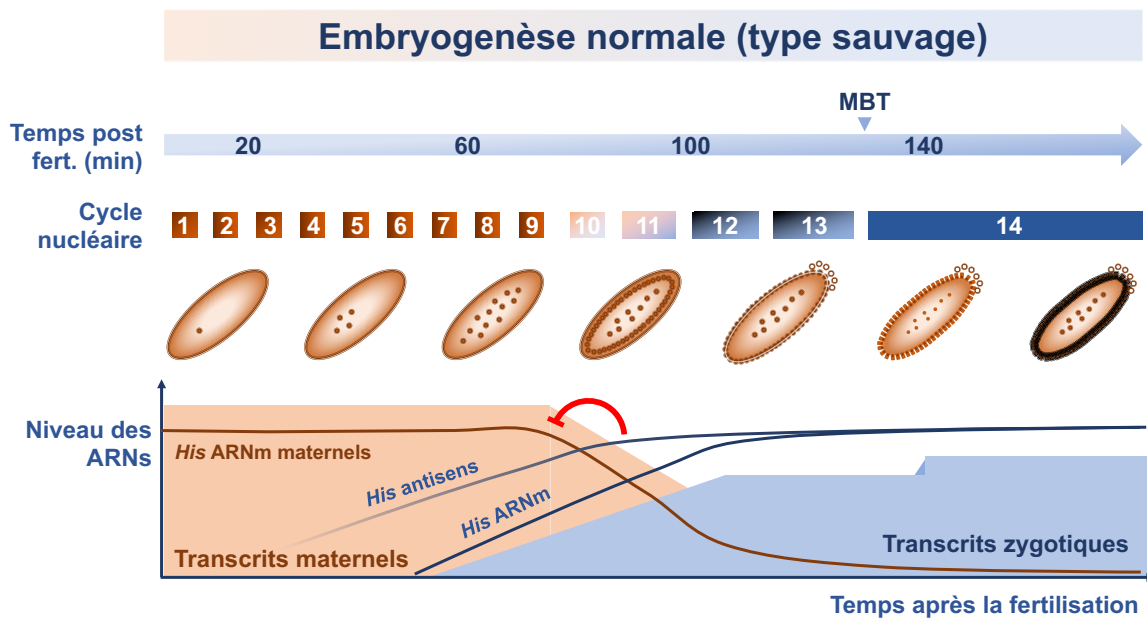 Embryogenèse normale (type sauvage)
MBT
Temps post
fert. (min)
20 60 100 140
Cycle
nucléaire
1 2 3 4 5 6 7 8 9 10 11 12 13 14
Niveau des
ARNs
His ARNm maternels
His antisens
His ARNm
Transcrits maternels
Transcrits zygotiques
Temps après la fertilisation